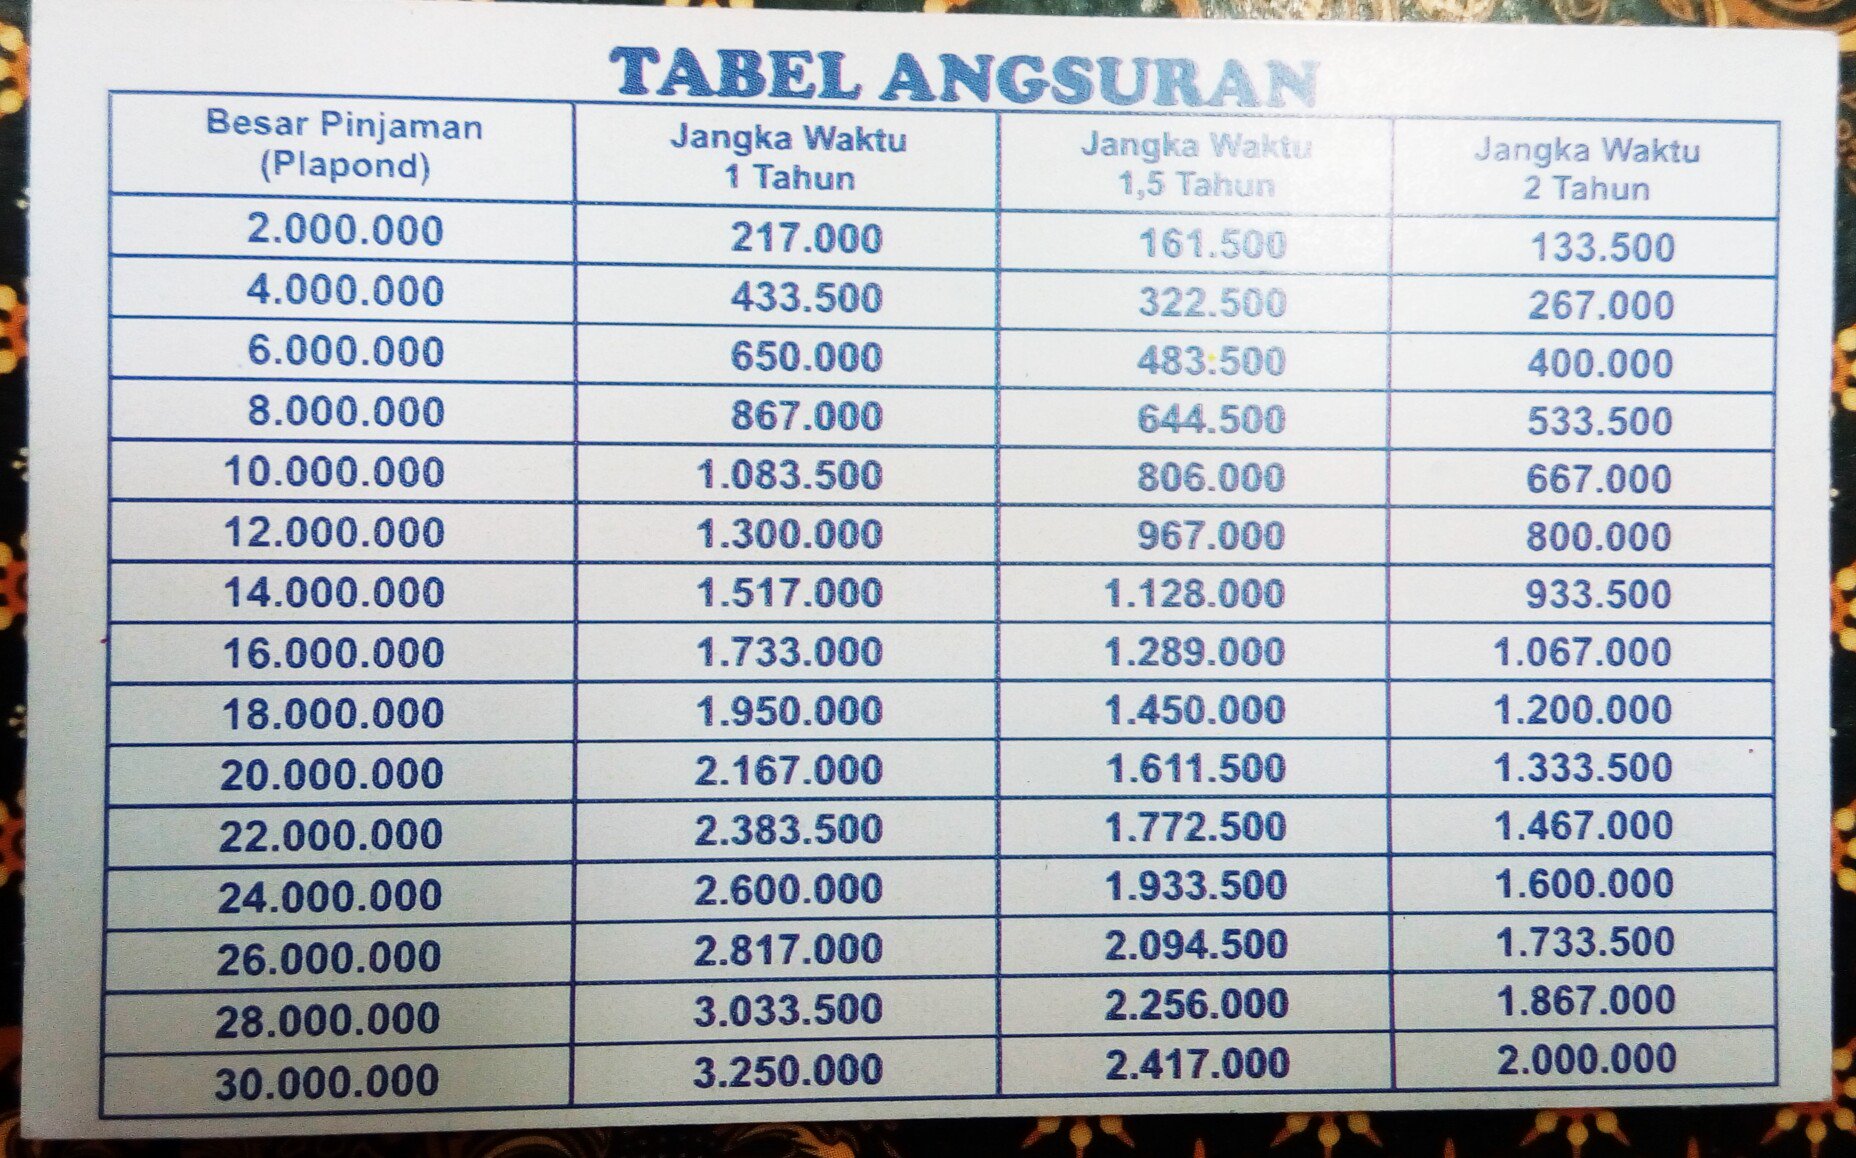 TABEL ANGSURAN
Besar Pinjaman Jangka Waktu Jangka Waktu Jangka Waktu
(Plapond) 1 Tahun 1,5 Tahun 2 Tahun
2.000.000 217.000 161.500 133.500
4.000.000 433.500 322.500 267.000
6.000.000 650.000 483.500 400.000
8.000.000 867.000 644.500 533.500
10.000.000 1.083.500 806.000 667.000
12.000.000 1.300.000 967.000 800.000
14.000.000 1.517.000 1.128.000 933.500
16.000.000 1.733.000 1.289.000 1.067.000
18.000.000 1.950.000 1.450.000 1.200.000
20.000.000 2.167.000 1.611.500 1.333.500
22.000.000 2.383.500 1.772.500 1.467.000
24.000.000 2.600.000 1.933.500 1.600.000
26.000.000 2.817.000 2.094.500 1.733.500
28.000.000 3.033.500 2.256.000 1.867.000
30.000.000 3.250.000 2.417.000 2.000.000